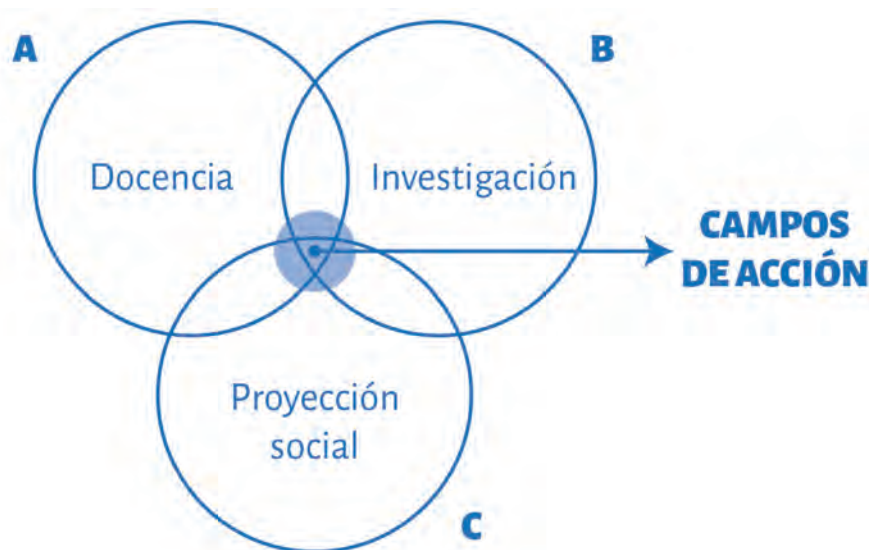 A
B
Docencia
Investigación
CAMPOS
DE ACCIÓN
Proyección
social
C